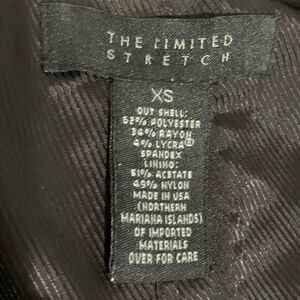 THE LIMITED
STRETCH
XS
OUT SHELL:
62% POLYESTER
34% RAYON
4% LYCRA®
SPANDEX
LINING:
51% ACETATE
49% NYLON
MADE IN USA
(NORTHERN
MARIANA ISLANDS)
OF IMPORTED
MATERIALS
OVER FOR CARE